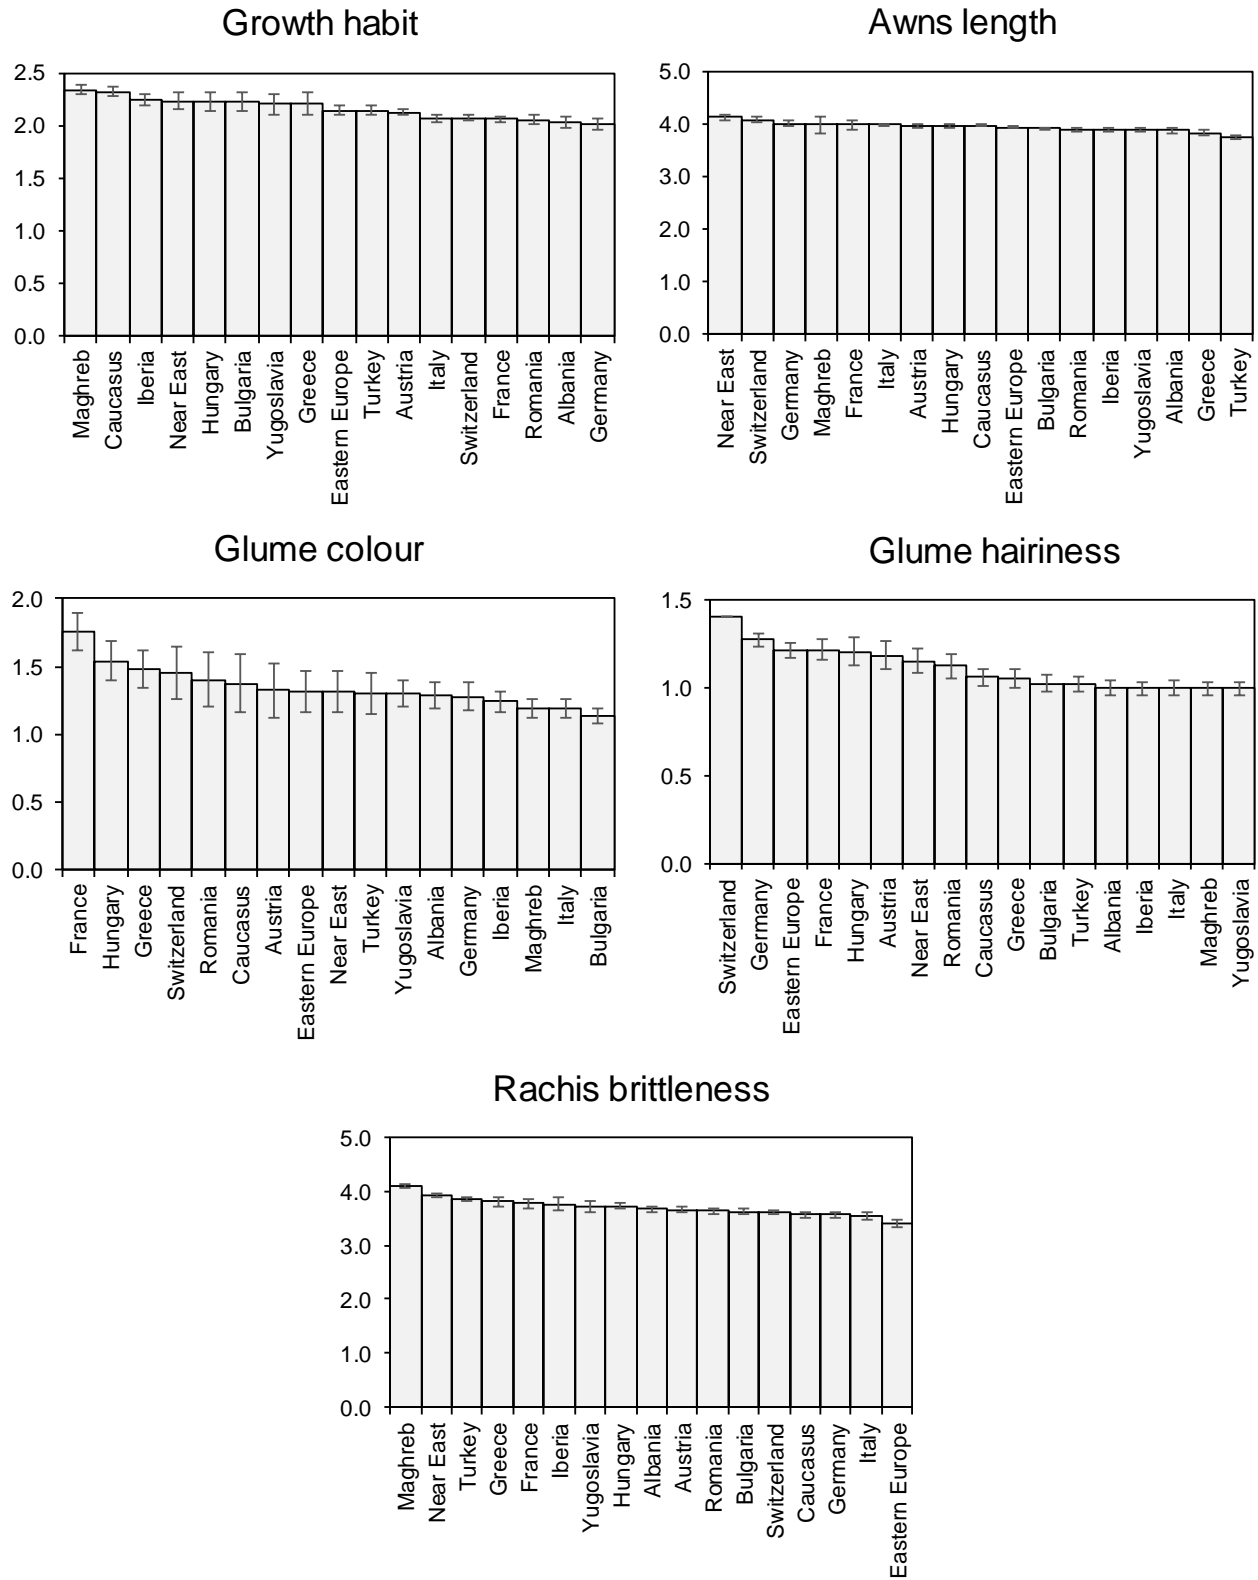 Growth habit
2.5
2.0
1.5
1.0
0.5
0.0
Maghreb
Caucasus
Iberia
Near East
Hungary
Bulgaria
Yugoslavia
Greece
Eastern Europe
Turkey
Austria
Italy
Switzerland
France
Romania
Albania
Germany
Awns length
5.0
4.0
3.0
2.0
1.0
0.0
Near East
Switzerland
Germany
Maghreb
France
Italy
Austria
Hungary
Caucasus
Eastern Europe
Bulgaria
Romania
Iberia
Yugoslavia
Albania
Greece
Turkey
Glume colour
2.0
1.5
1.0
0.5
0.0
France
Hungary
Greece
Switzerland
Romania
Caucasus
Austria
Eastern Europe
Near East
Turkey
Yugoslavia
Albania
Germany
Iberia
Maghreb
Italy
Bulgaria
Glume hairiness
1.5
1.0
0.5
0.0
Switzerland
Germany
Eastern Europe
France
Hungary
Austria
Near East
Romania
Caucasus
Greece
Bulgaria
Turkey
Albania
Iberia
Italy
Maghreb
Yugoslavia
Rachis brittleness
5.0
4.0
3.0
2.0
1.0
0.0
Maghreb
Near East
Turkey
Greece
France
Iberia
Yugoslavia
Hungary
Albania
Austria
Romania
Bulgaria
Switzerland
Caucasus
Germany
Italy
Eastern Europe